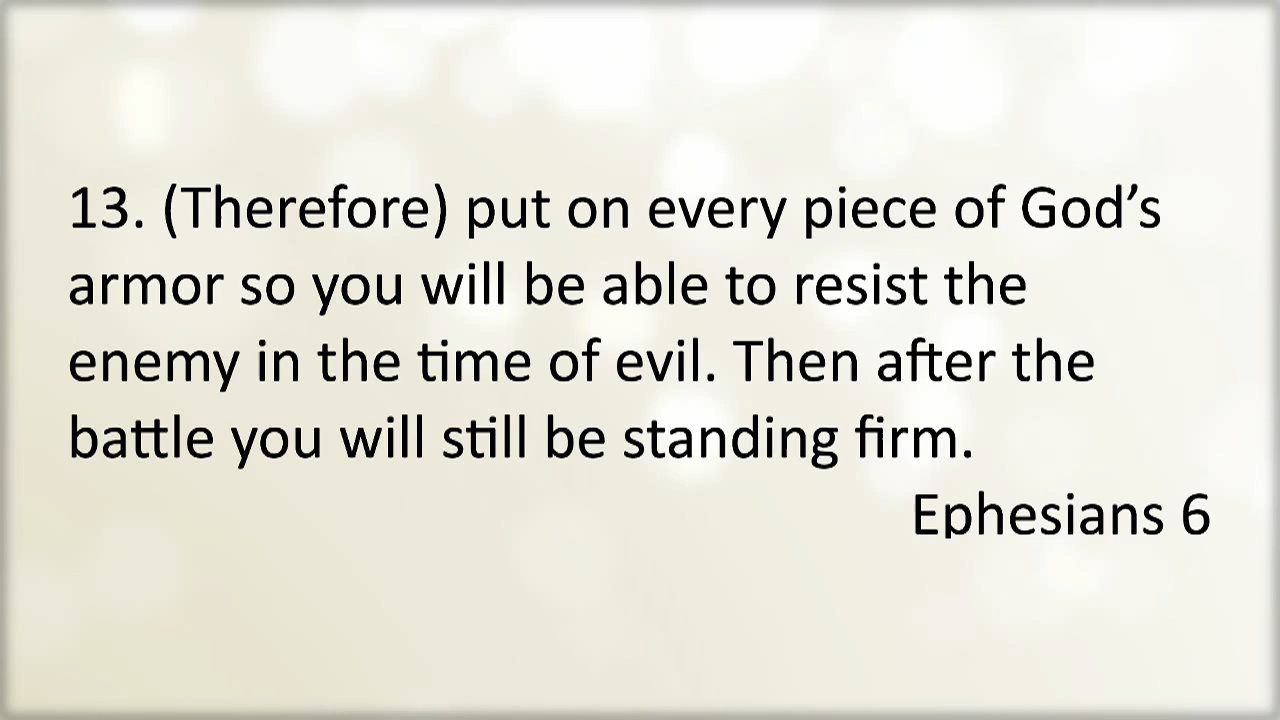 13. (Therefore) put on every piece of God’s
armor so you will be able to resist the
enemy in the time of evil. Then after the
battle you will still be standing firm.
Ephesians 6